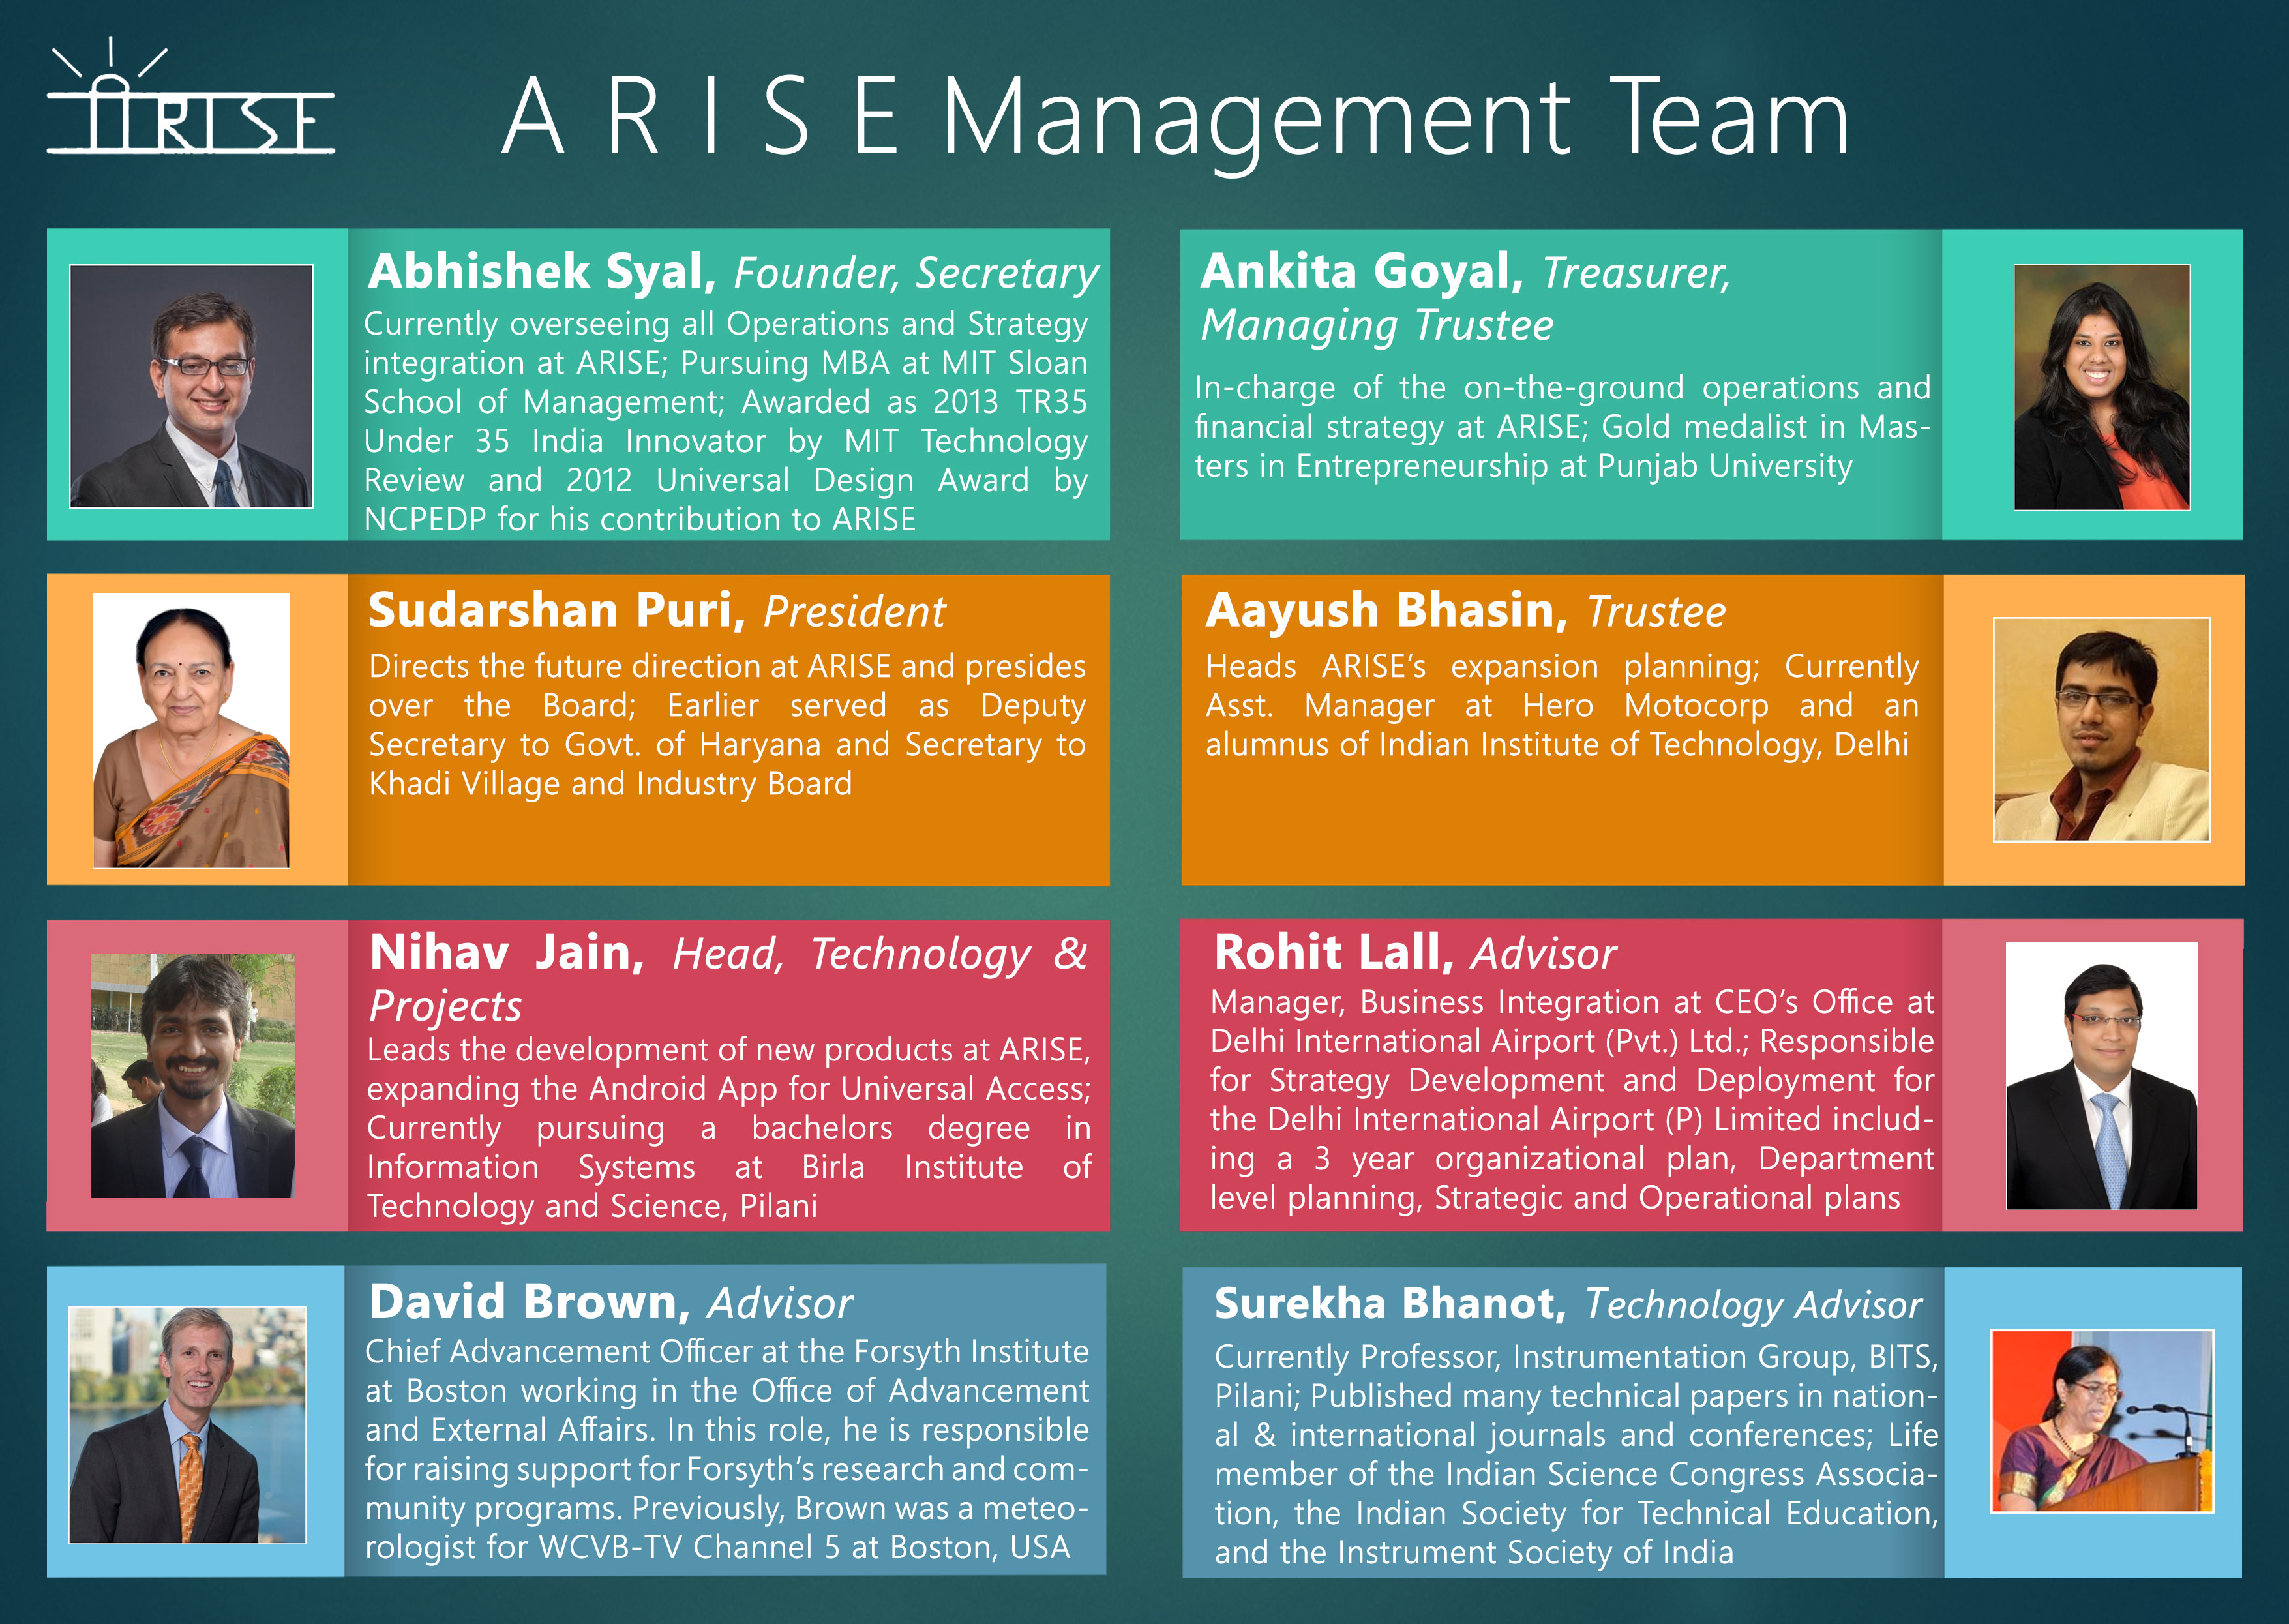 ARISE
A R I S E Management Team
Abhishek Syal, Founder, Secretary
Currently overseeing all Operations and Strategy
integration at ARISE; Pursuing MBA at MIT Sloan
School of Management; Awarded as 2013 TR35
Under 35 India Innovator by MIT Technology
Review and 2012 Universal Design Award by
NCPEDP for his contribution to ARISE
Ankita Goyal, Treasurer,
Managing Trustee
In-charge of the on-the-ground operations and
financial strategy at ARISE; Gold medalist in Mas-
ters in Entrepreneurship at Punjab University
Sudarshan Puri, President
Directs the future direction at ARISE and presides
over the Board; Earlier served as Deputy
Secretary to Govt. of Haryana and Secretary to
Khadi Village and Industry Board
Aayush Bhasin, Trustee
Heads ARISE’s expansion planning; Currently
Asst. Manager at Hero Motocorp and an
alumnus of Indian Institute of Technology, Delhi
Nihav Jain, Head, Technology &
Projects
Leads the development of new products at ARISE,
expanding the Android App for Universal Access;
Currently pursuing a bachelors degree in
Information Systems at Birla Institute of
Technology and Science, Pilani
Rohit Lall, Advisor
Manager, Business Integration at CEO’s Office at
Delhi International Airport (Pvt.) Ltd.; Responsible
for Strategy Development and Deployment for
the Delhi International Airport (P) Limited includ-
ing a 3 year organizational plan, Department
level planning, Strategic and Operational plans
David Brown, Advisor
Chief Advancement Officer at the Forsyth Institute
at Boston working in the Office of Advancement
and External Affairs. In this role, he is responsible
for raising support for Forsyth’s research and com-
munity programs. Previously, Brown was a meteo-
rologist for WCVB-TV Channel 5 at Boston, USA
Surekha Bhanot, Technology Advisor
Currently Professor, Instrumentation Group, BITS,
Pilani; Published many technical papers in nation-
al & international journals and conferences; Life
member of the Indian Science Congress Associa-
tion, the Indian Society for Technical Education,
and the Instrument Society of India